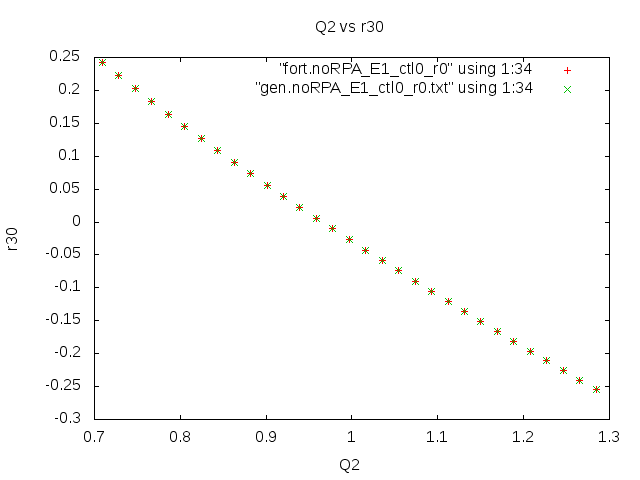 Q2 vs r30
"fort.noRPA_E1_ctl0_r0" using 1:34
"gen.noRPA_E1_ctl0_r0.txt" using 1:34
0.25
0.2
0.15
0.1
0.05
0
-0.05
-0.1
-0.15
-0.2
-0.25
-0.3
r30
0.7 0.8 0.9 1 1.1 1.2 1.3
Q2